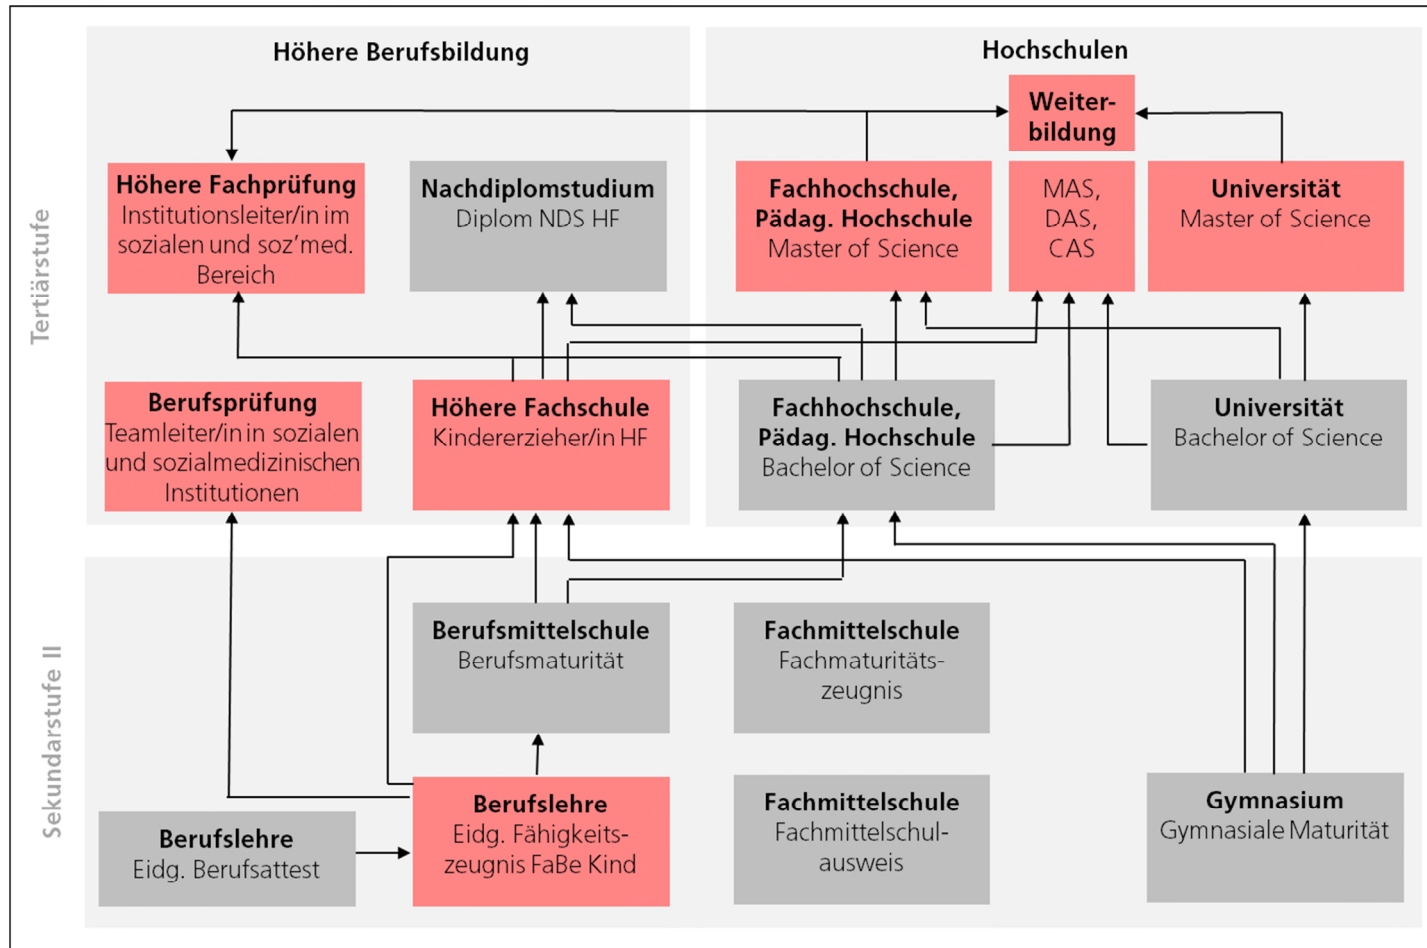 Höhere Berufsbildung
Hochschulen
Weiter-
bildung
Höhere Fachprüfung
Institutionsleiter/in im
sozialen und soz’med.
Bereich
Nachdiplomstudium
Diplom NDS HF
Fachhochschule,
Pädag. Hochschule
Master of Science
MAS,
DAS,
CAS
Universität
Master of Science
Tertiärstufe
Berufsprüfung
Teamleiter/in in sozialen
und sozialmedizinischen
Institutionen
Höhere Fachschule
Kindererzieher/in HF
Fachhochschule,
Pädag. Hochschule
Bachelor of Science
Universität
Bachelor of Science
Sekundarstufe II
Berufsmittelschule
Berufsmaturität
Fachmittelschule
Fachmaturitäts-
zeugnis
Berufslehre
Eidg. Berufsattest
Berufslehre
Eidg. Fähigkeits-
zeugnis FaBe Kind
Fachmittelschule
Fachmittelschul-
ausweis
Gymnasium
Gymnasiale Maturität